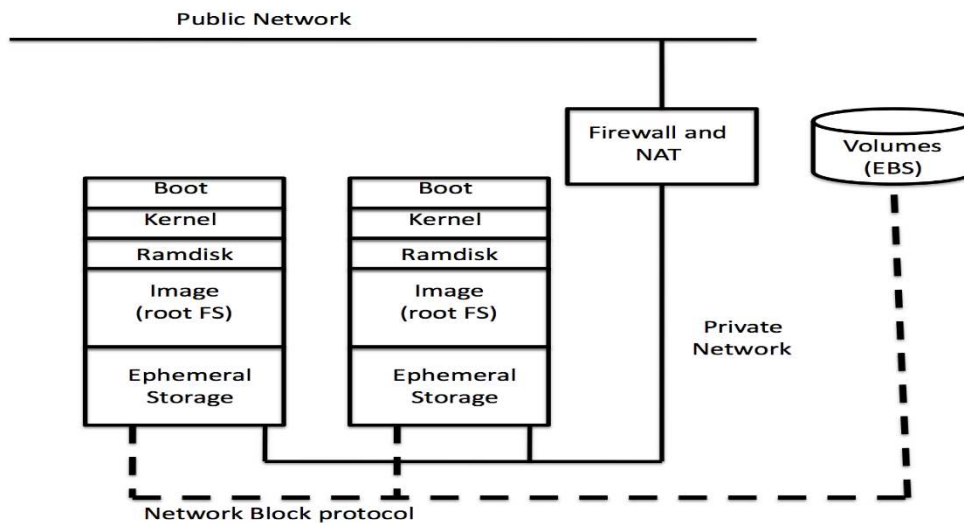 Public Network
Firewall and
NAT
Volumes
(EBS)
Boot
Kernel
Ramdisk
Image
(root FS)
Ephemeral
Storage
Boot
Kernel
Ramdisk
Image
(root FS)
Ephemeral
Storage
Private
Network
Network Block protocol